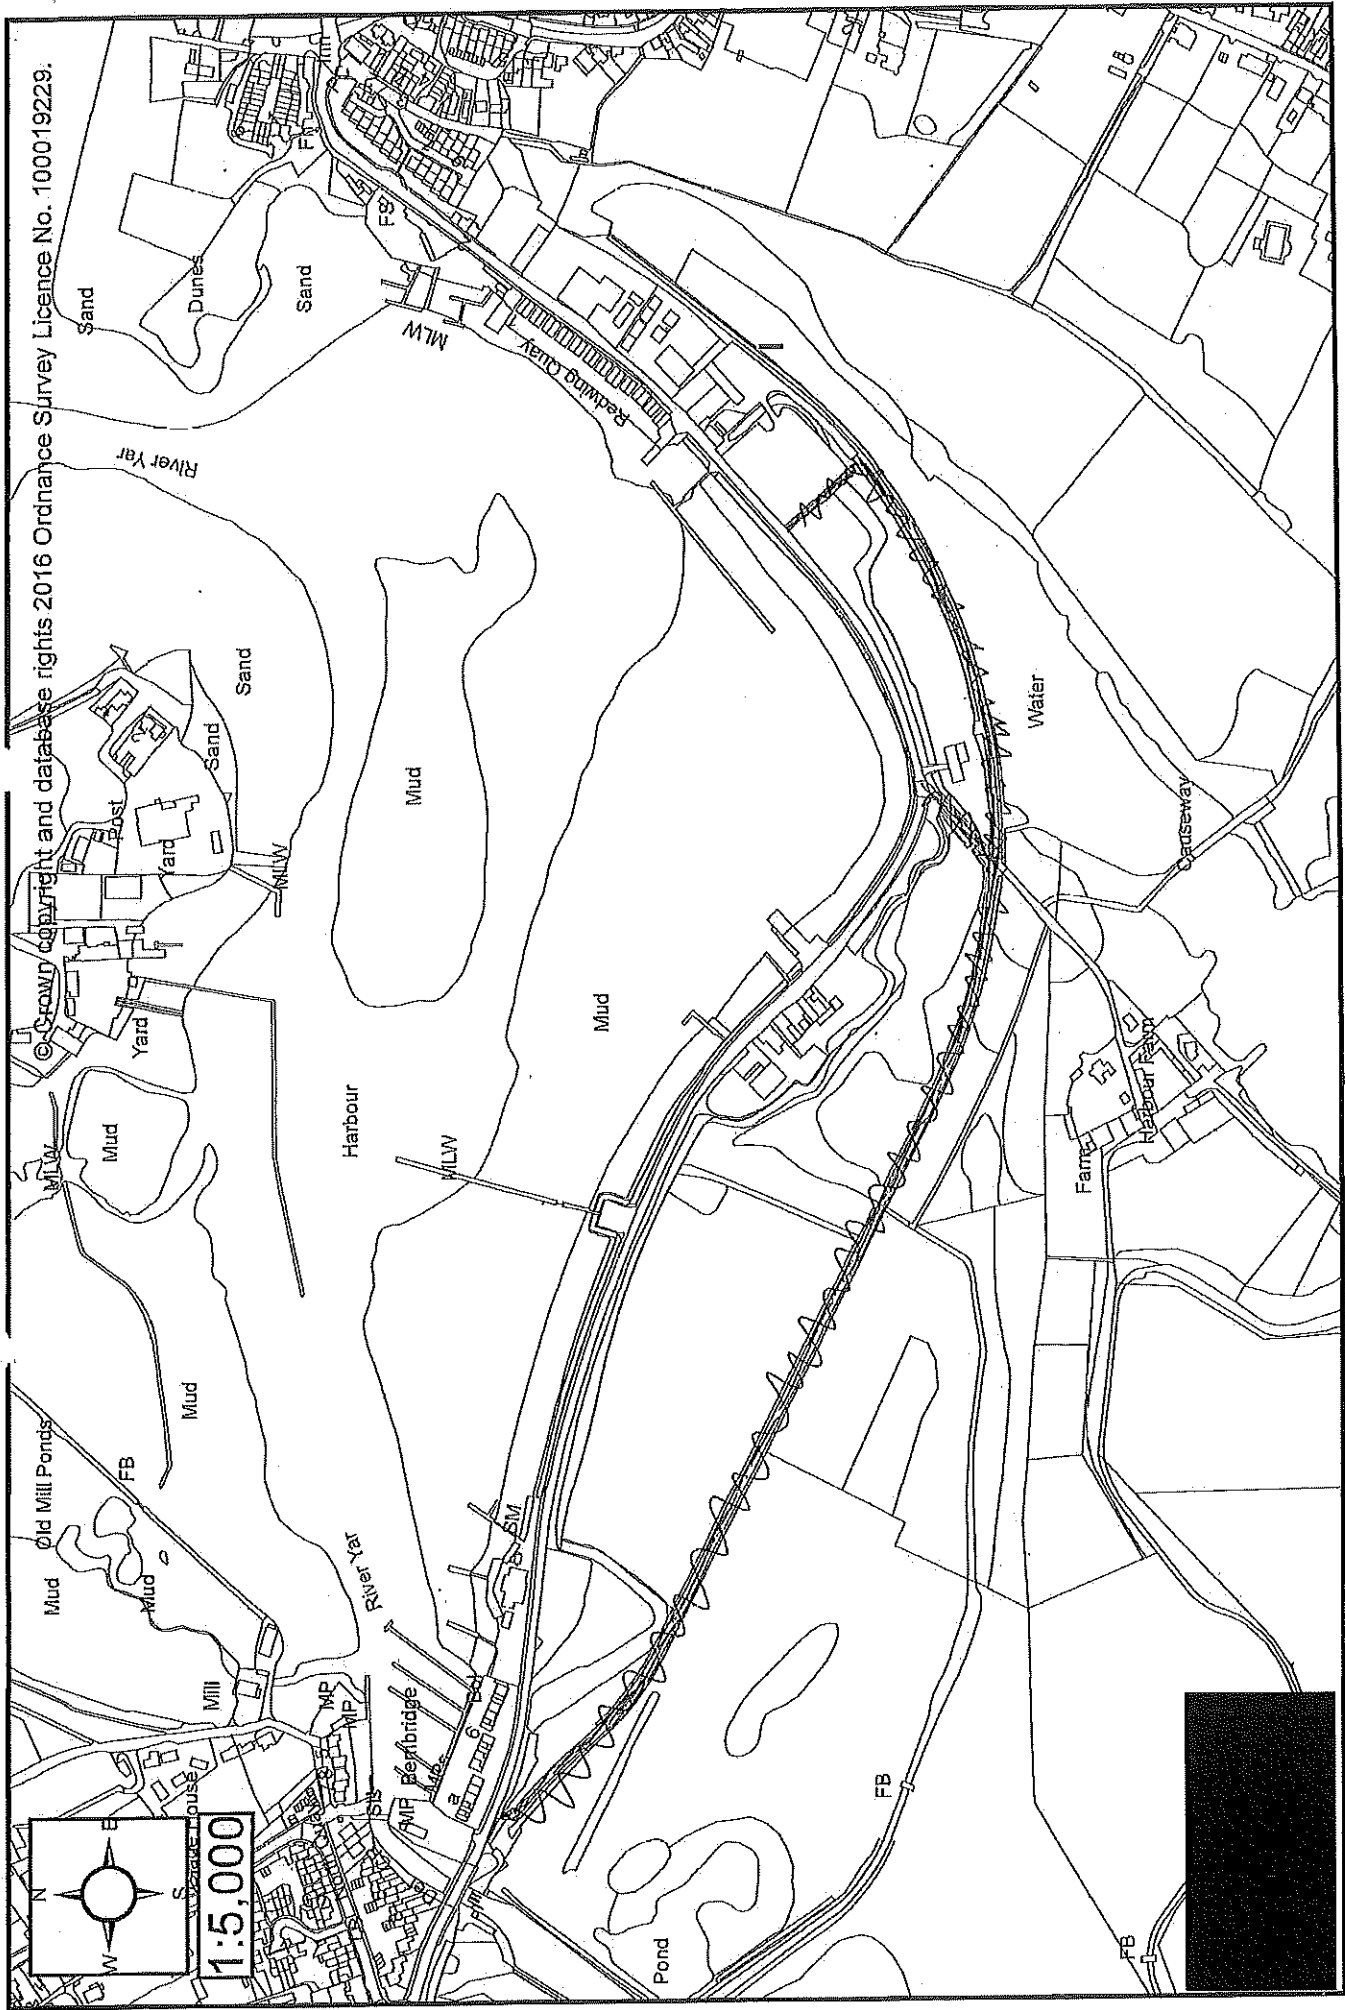 © Crown copyright and database rights 2016 Ordnance Survey Licence No. 100019229.
N
W
E
S
1:5,000
Old Mill Ponds
Mud
Mud
FB
Mud
MLW
Mud
Yard
Yard
Post
Sand
Sand
River Yar
Sand
Dunes
Sand
Mill
MP
MP
River Yar
Harbour
Mud
MLW
MLW
FS
MLW
Redwing Quay
Bembridge
MP
6
a
SM
Mud
Water
Causeway
Pond
FB
Farm
Harbour Farm
FB